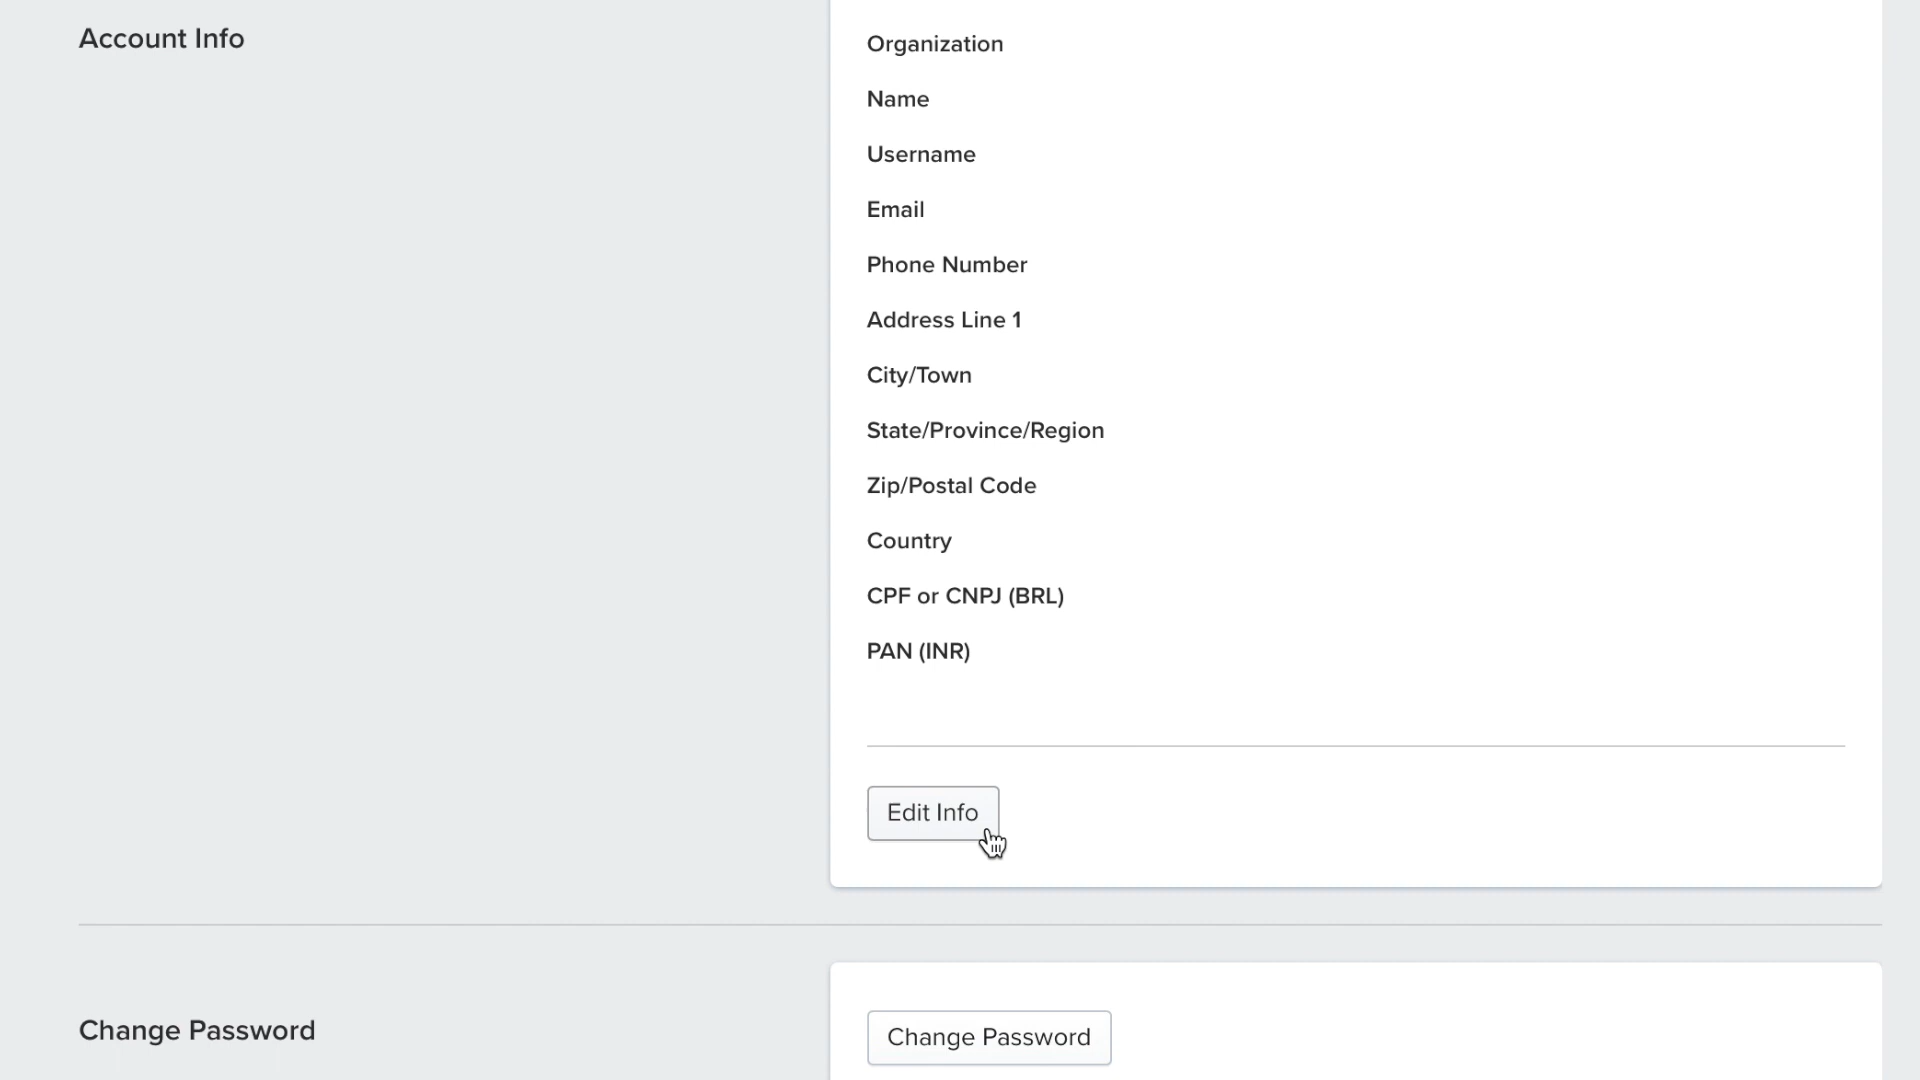 Account Info
Organization
Name
Username
Email
Phone Number
Address Line 1
City/Town
State/Province/Region
Zip/Postal Code
Country
CPF or CNPJ (BRL)
PAN (INR)
Edit Info
Change Password
Change Password